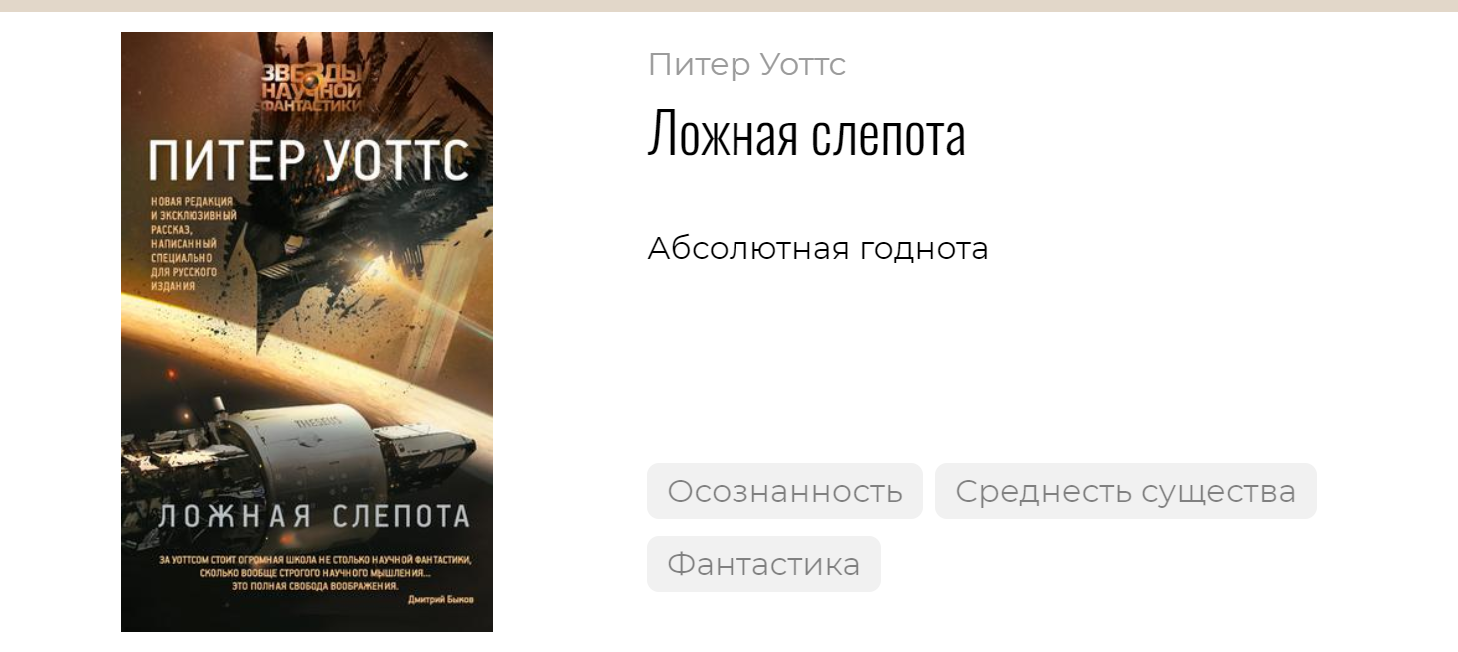 ЗВЕЗДЫ
НАУЧНОЙ
ФАНТАСТИКИ
ПИТЕР УОТТС
НОВАЯ РЕДАКЦИЯ
И ЭКСКЛЮЗИВНЫЙ
РАССКАЗ,
НАПИСАННЫЙ
СПЕЦИАЛЬНО
ДЛЯ РУССКОГО
ИЗДАНИЯ
THESEUS
ЛОЖНАЯ СЛЕПОТА
ЗА УОТТСОМ СТОИТ ОГРОМНАЯ ШКОЛА НЕ СТОЛЬКО НАУЧНОЙ ФАНТАСТИКИ,
СКОЛЬКО ВООБЩЕ СТРОГОГО НАУЧНОГО МЫШЛЕНИЯ...
ЭТО ПОЛНАЯ СВОБОДА ВООБРАЖЕНИЯ.
Дмитрий Быков
Питер Уоттс
Ложная слепота
Абсолютная годнота
Осознанность
Среднесть существа
Фантастика